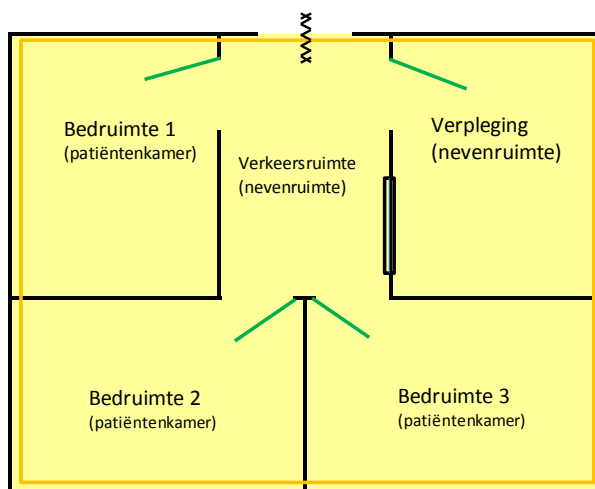 Bedruimte 1
(patiëntenkamer)
Verkeersruimte
(nevenruimte)
Verpleging
(nevenruimte)
Bedruimte 2
(patiëntenkamer)
Bedruimte 3
(patiëntenkamer)